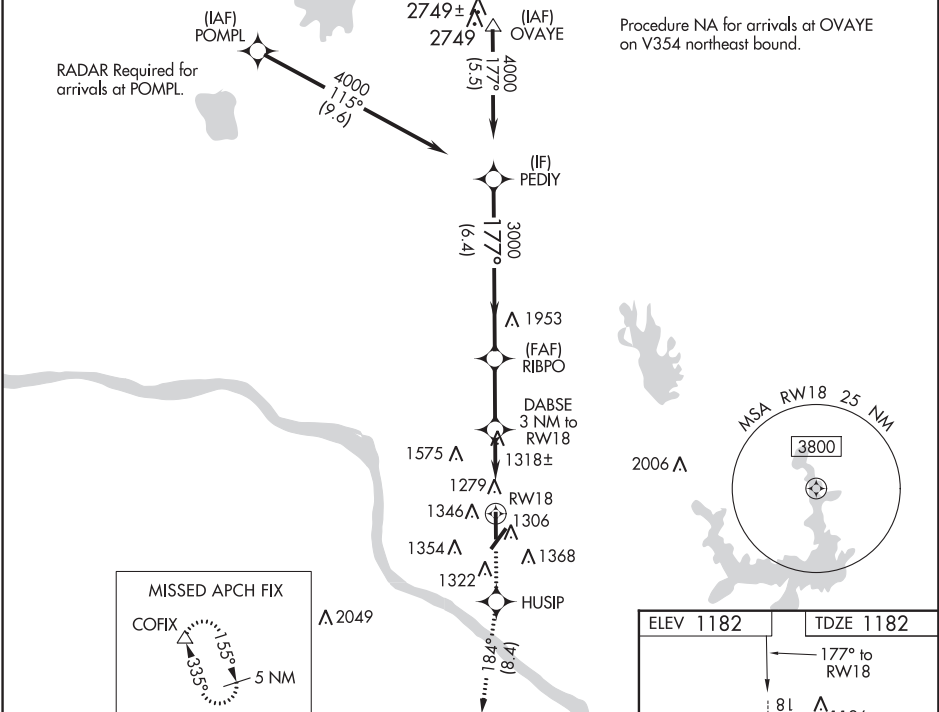 (IAF)
POMPL
2749±
2749
(IAF)
OVAYE
Procedure NA for arrivals at OVAYE
on V354 northeast bound.
RADAR Required for
arrivals at POMPL.
4000
115°
(9.6)
4000
177°
(5.5)
(IF)
PEDIY
3000
177°
(6.4)
1953
(FAF)
RIBPO
DABSE
3 NM to
RW18
1575
1318±
1279
RW18
1346
1306
1354
1368
1322
HUSIP
184°
(8.4)
2006
MSA RW18 25 NM
3800
MISSED APCH FIX
COFIX
155°
335°
5 NM
2049
ELEV 1182
TDZE 1182
177° to
RW18
18